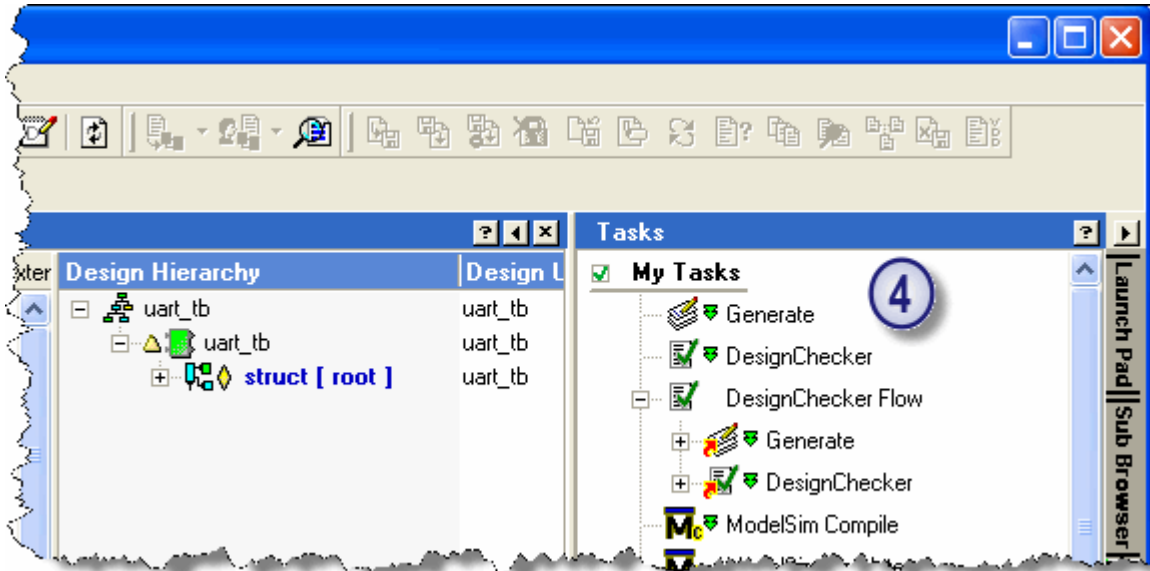 Tasks
xter Design Hierarchy Design U
My Tasks
4
uart_tb uart_tb
Generate
uart_tb uart_tb
DesignChecker
struct [ root ] uart_tb
DesignChecker Flow
Generate
DesignChecker
ModelSim Compile
Launch Pad
Sub Browser